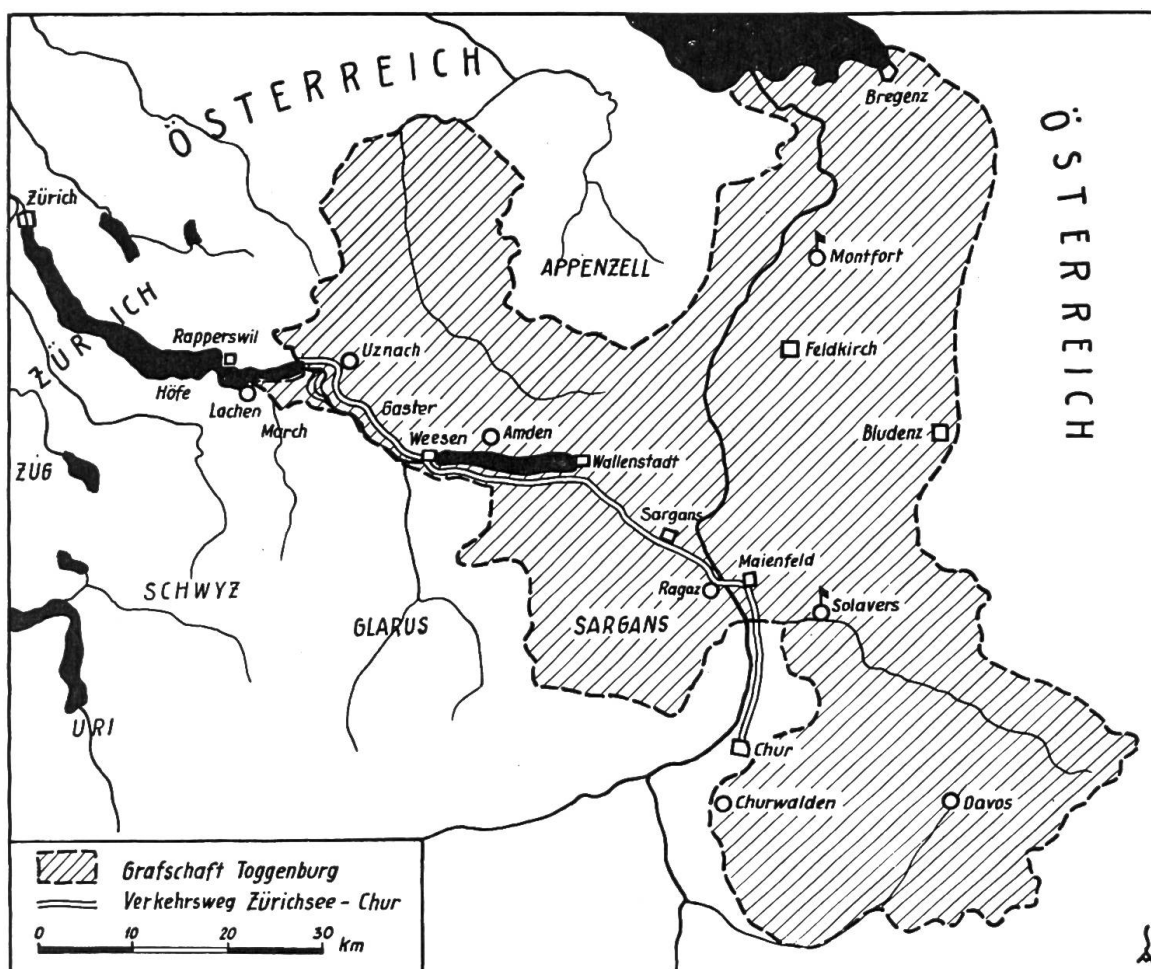 ÖSTERREICH
ÖSTERREICH
Bregenz
Zürich
ZÜRICH
Montfort
APPENZELL
Rapperswil
Uznach
Feldkirch
Höfe
Lachen
Gaster
March
Weesen
Amden
Bludenz
Wallenstadt
ZUG
Sargans
Maienfeld
SCHWYZ
Ragaz
Solavers
GLARUS
SARGANS
URI
Chur
Churwalden
Davos
Grafschaft Toggenburg
Verkehrsweg Zürichsee - Chur
0 10 20 30 km